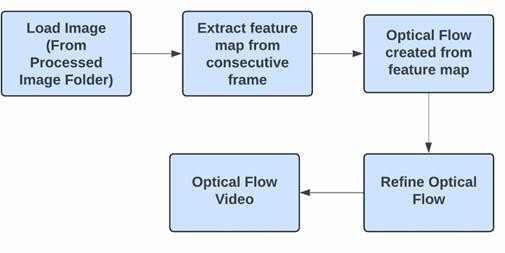 Load Image
(From
Processed
Image Folder)
Extract feature
map from
consecutive
frame
Optical Flow
created from
feature map
Refine Optical
Flow
Optical Flow
Video